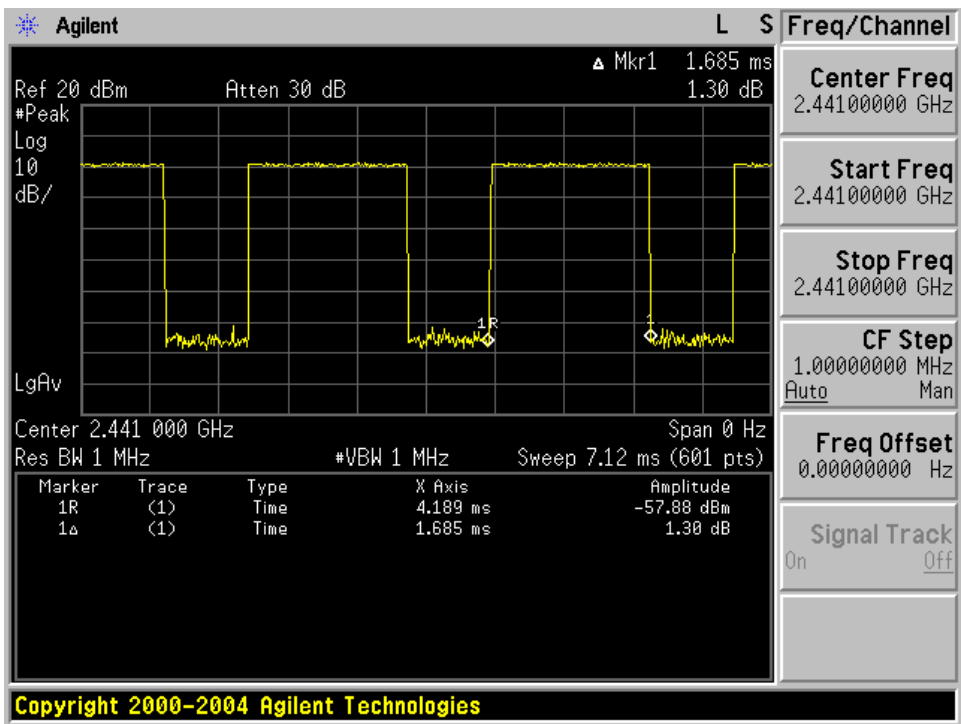 Agilent L S Freq/Channel
Δ Mkr1 1.685 ms
Ref 20 dBm Atten 30 dB 1.30 dB
#Peak
Log
10
dB/
1R 1
LgAv
Center 2.441 000 GHz Span 0 Hz
Res BW 1 MHz #VBW 1 MHz Sweep 7.12 ms (601 pts)
Marker Trace Type X Axis Amplitude
1R (1) Time 4.189 ms -57.88 dBm
1Δ (1) Time 1.685 ms 1.30 dB
Center Freq
2.44100000 GHz
Start Freq
2.44100000 GHz
Stop Freq
2.44100000 GHz
CF Step
1.00000000 MHz
Auto Man
Freq Offset
0.00000000 Hz
Signal Track
On Off
Copyright 2000-2004 Agilent Technologies